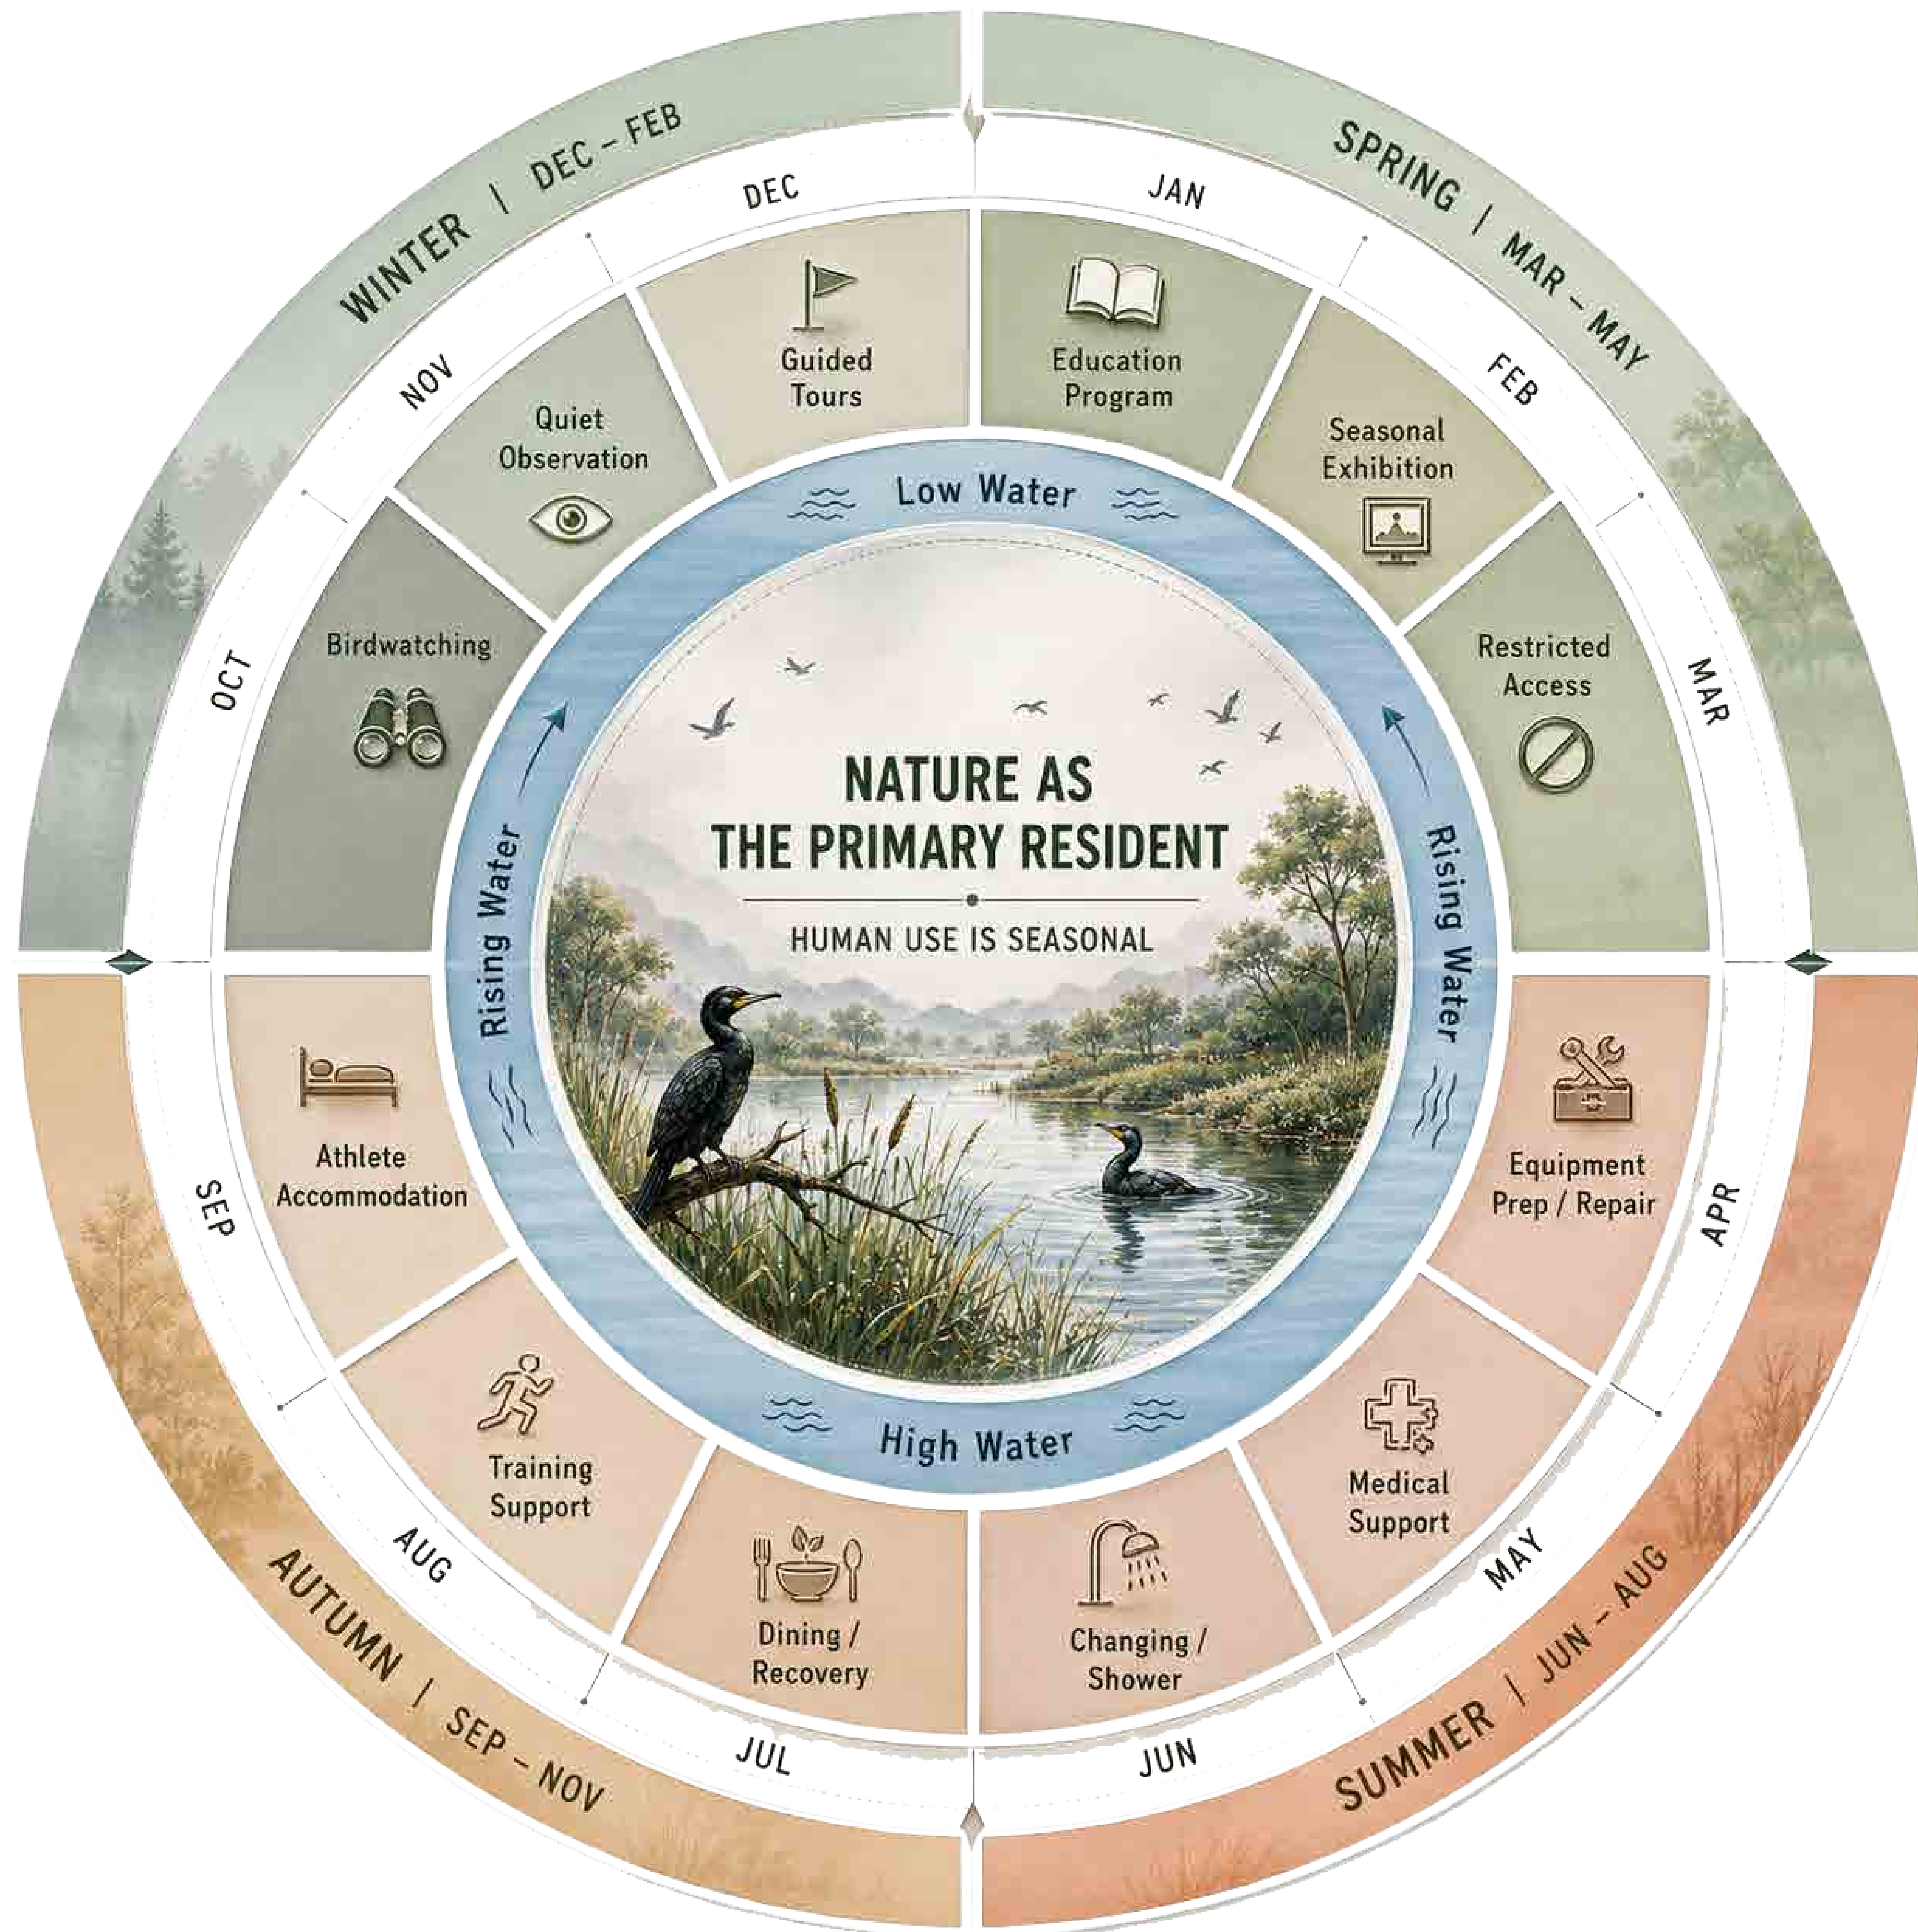 WINTER | DEC – FEB
SPRING | MAR – MAY
SUMMER | JUN – AUG
AUTUMN | SEP – NOV
JAN
FEB
MAR
APR
MAY
JUN
JUL
AUG
SEP
OCT
NOV
DEC
Education
Program
Seasonal
Exhibition
Restricted
Access
Equipment
Prep / Repair
Medical
Support
Changing /
Shower
Dining /
Recovery
Training
Support
Athlete
Accommodation
Birdwatching
Quiet
Observation
Guided
Tours
Low Water
Rising Water
High Water
Rising Water
NATURE AS
THE PRIMARY RESIDENT
HUMAN USE IS SEASONAL